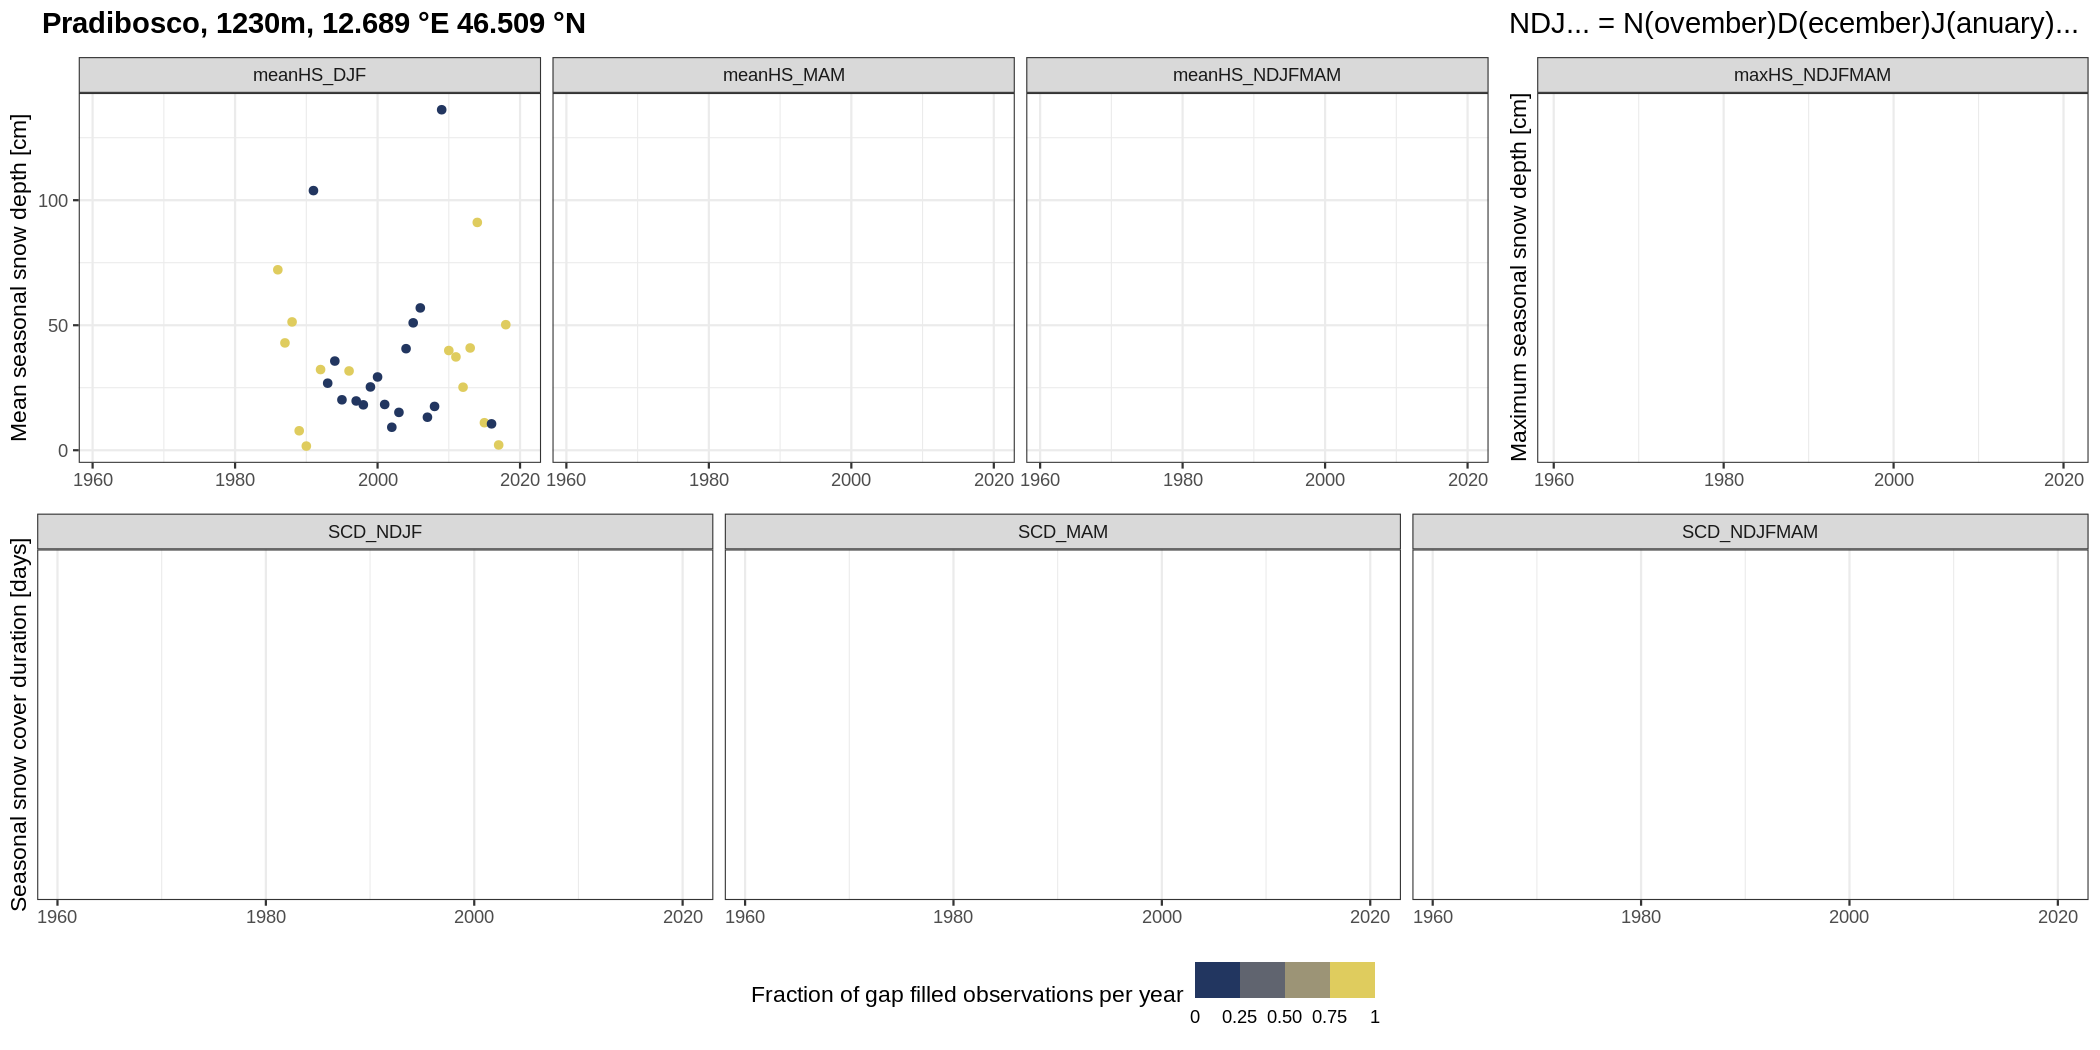 Pradibosco, 1230m, 12.689 °E 46.509 °N
NDJ... = N(ovember)D(ecember)J(anuary)...
meanHS_DJF
meanHS_MAM
meanHS_NDJFMAM
maxHS_NDJFMAM
Mean seasonal snow depth [cm]
100
50
0
Maximum seasonal snow depth [cm]
1960 1980 2000 2020
1960 1980 2000 2020
1960 1980 2000 2020
1960 1980 2000 2020
SCD_NDJF
SCD_MAM
SCD_NDJFMAM
Seasonal snow cover duration [days]
1960 1980 2000 2020
1960 1980 2000 2020
1960 1980 2000 2020
Fraction of gap filled observations per year
0 0.25 0.50 0.75 1